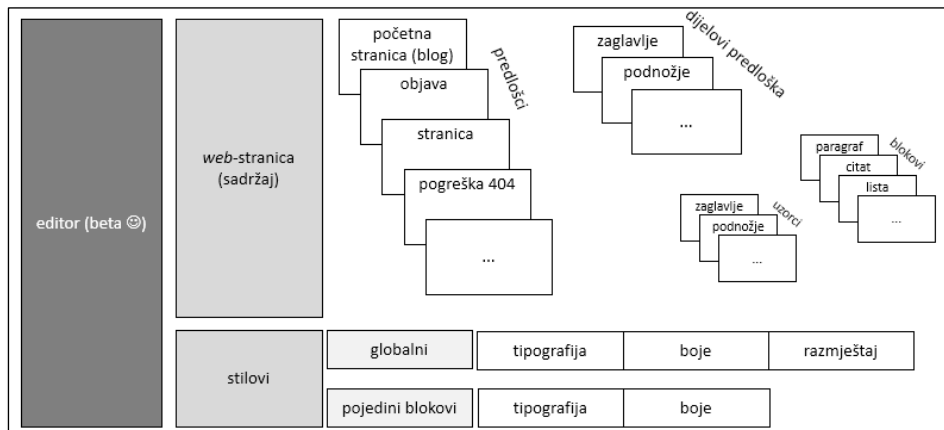 editor (beta ☺)
web-stranica
(sadržaj)
početna
stranica (blog)
objava
stranica
pogreška 404
...
predlošci
zaglavlje
podnožje
...
dijelovi predloška
zaglavlje
podnožje
...
uzorci
paragraf
citat
lista
...
blokovi
stilovi
globalni
tipografija
boje
razmještaj
pojedini blokovi
tipografija
boje